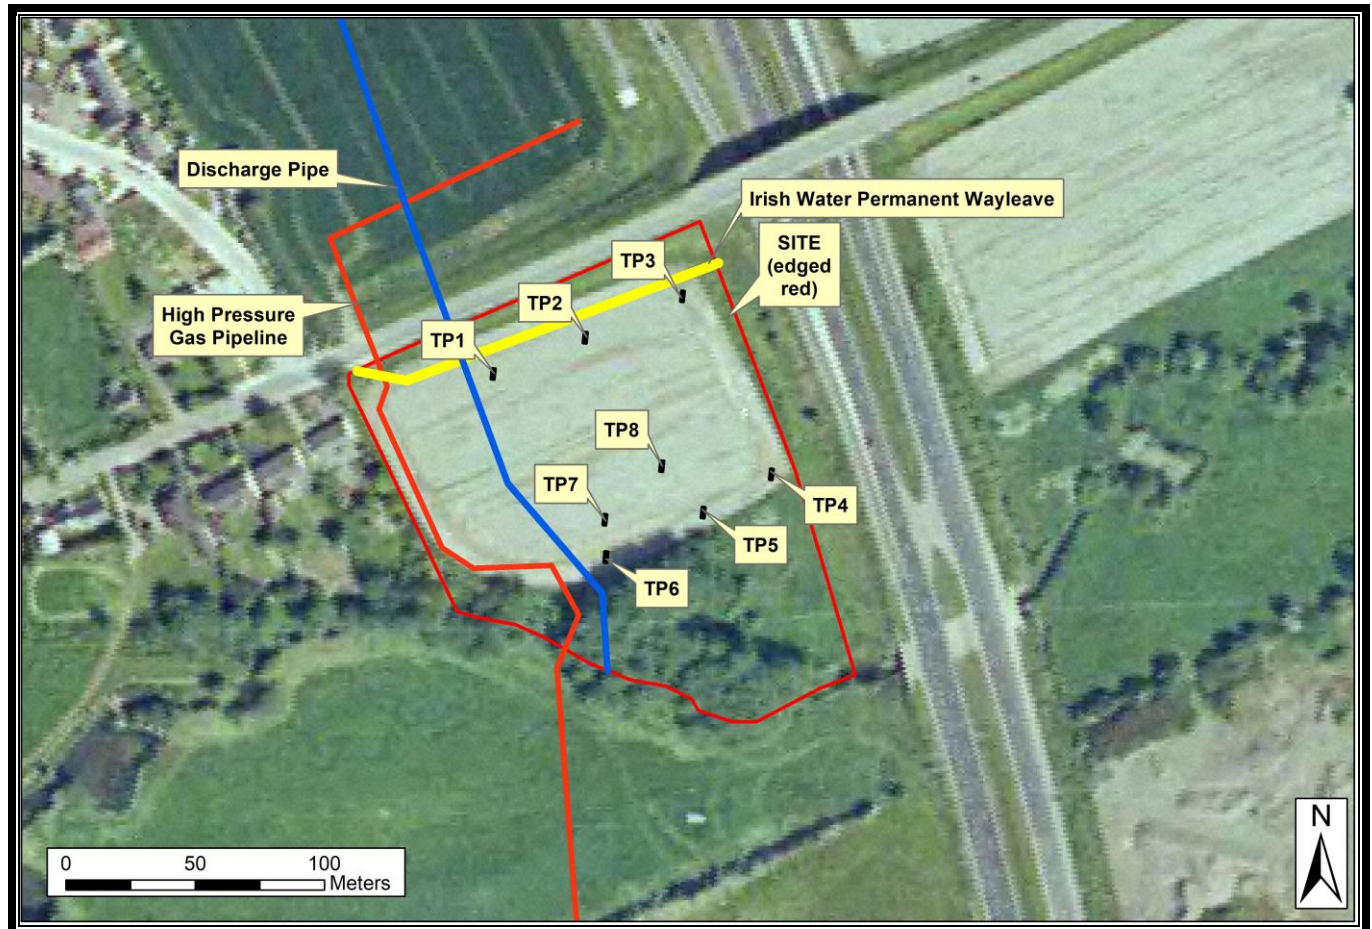 Discharge Pipe
Irish Water Permanent Wayleave
SITE
(edged
red)
TP3
TP2
High Pressure
Gas Pipeline
TP1
TP8
TP7
TP4
TP5
TP6
N
0 50 100
Meters